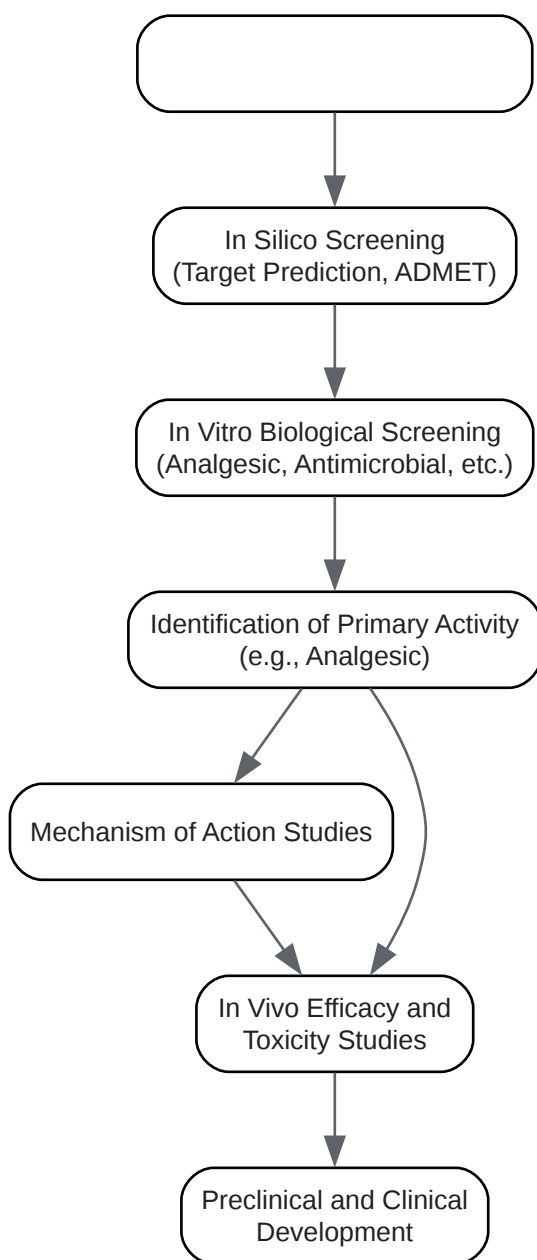 In Silico Screening
(Target Prediction, ADMET)
In Vitro Biological Screening
(Analgesic, Antimicrobial, etc.)
Identification of Primary Activity
(e.g., Analgesic)
Mechanism of Action Studies
In Vivo Efficacy and
Toxicity Studies
Preclinical and Clinical
Development